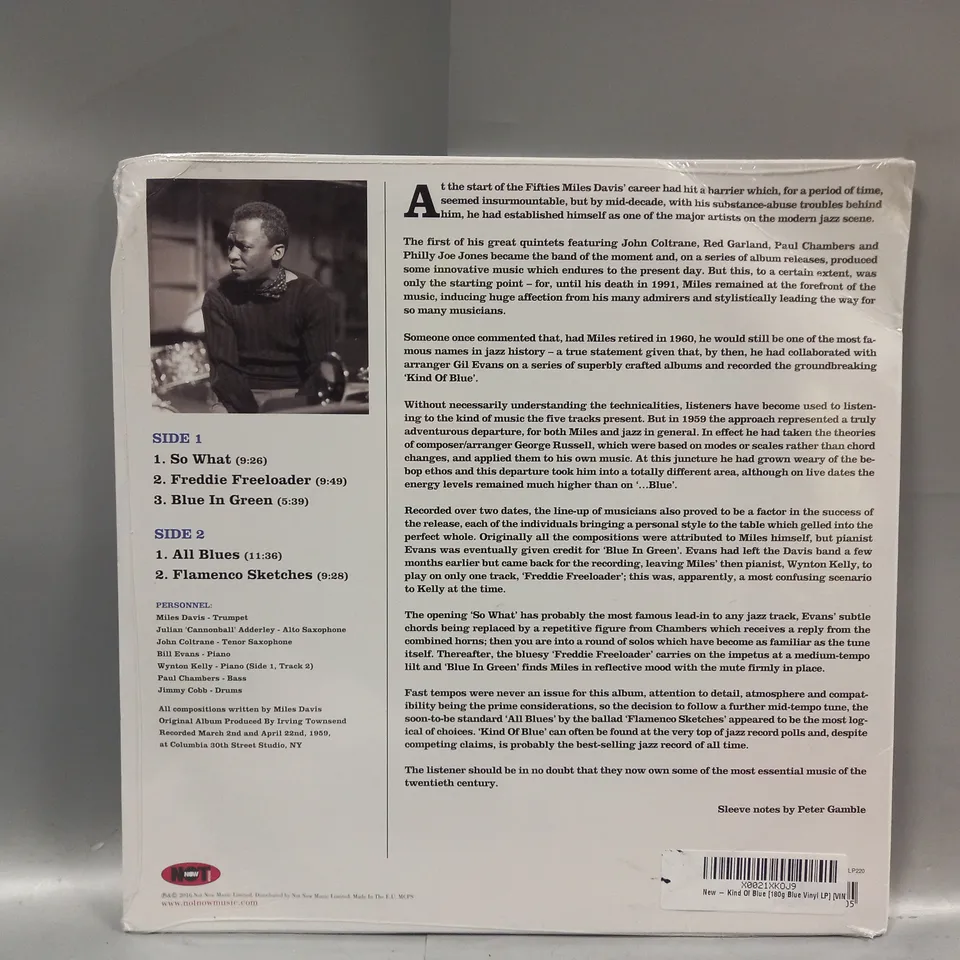 SIDE 1
1. So What (9:26)
2. Freddie Freeloader (9:49)
3. Blue In Green (5:39)
SIDE 2
1. All Blues (11:36)
2. Flamenco Sketches (9:28)
PERSONNEL:
Miles Davis - Trumpet
Julian 'Cannonball' Adderley - Alto Saxophone
John Coltrane - Tenor Saxophone
Bill Evans - Piano
Wynton Kelly - Piano (Side 1, Track 2)
Paul Chambers - Bass
Jimmy Cobb - Drums
All compositions written by Miles Davis
Original Album Produced By Irving Townsend
Recorded March 2nd and April 22nd, 1959,
at Columbia 30th Street Studio, NY
NOT NOW
℗&© 2016 Not Now Music Limited. Distributed by Not Now Music Limited. Made In The E.U. MCPS
www.notnowmusic.com
At the start of the Fifties Miles Davis' career had hit a barrier which, for a period of time,
seemed insurmountable, but by mid-decade, with his substance-abuse troubles behind
him, he had established himself as one of the major artists on the modern jazz scene.
The first of his great quintets featuring John Coltrane, Red Garland, Paul Chambers and
Philly Joe Jones became the band of the moment and, on a series of album releases, produced
some innovative music which endures to the present day. But this, to a certain extent, was
only the starting point – for, until his death in 1991, Miles remained at the forefront of the
music, inducing huge affection from his many admirers and stylistically leading the way for
so many musicians.
Someone once commented that, had Miles retired in 1960, he would still be one of the most fa-
mous names in jazz history – a true statement given that, by then, he had collaborated with
arranger Gil Evans on a series of superbly crafted albums and recorded the groundbreaking
'Kind Of Blue'.
Without necessarily understanding the technicalities, listeners have become used to listen-
ing to the kind of music the five tracks present. But in 1959 the approach represented a truly
adventurous departure, for both Miles and jazz in general. In effect he had taken the theories
of composer/arranger George Russell, which were based on modes or scales rather than chord
changes, and applied them to his own music. At this juncture he had grown weary of the be-
bop ethos and this departure took him into a totally different area, although on live dates the
energy levels remained much higher than on '...Blue'.
Recorded over two dates, the line-up of musicians also proved to be a factor in the success of
the release, each of the individuals bringing a personal style to the table which gelled into the
perfect whole. Originally all the compositions were attributed to Miles himself, but pianist
Evans was eventually given credit for 'Blue In Green'. Evans had left the Davis band a few
months earlier but came back for the recording, leaving Miles' then pianist, Wynton Kelly, to
play on only one track, 'Freddie Freeloader'; this was, apparently, a most confusing scenario
to Kelly at the time.
The opening 'So What' has probably the most famous lead-in to any jazz track, Evans' subtle
chords being replaced by a repetitive figure from Chambers which receives a reply from the
combined horns; then you are into a round of solos which have become as familiar as the tune
itself. Thereafter, the bluesy 'Freddie Freeloader' carries on the impetus at a medium-tempo
lilt and 'Blue In Green' finds Miles in reflective mood with the mute firmly in place.
Fast tempos were never an issue for this album, attention to detail, atmosphere and compat-
ibility being the prime considerations, so the decision to follow a further mid-tempo tune, the
soon-to-be standard 'All Blues' by the ballad 'Flamenco Sketches' appeared to be the most log-
ical of choices. 'Kind Of Blue' can often be found at the very top of jazz record polls and, despite
competing claims, is probably the best-selling jazz record of all time.
The listener should be in no doubt that they now own some of the most essential music of the
twentieth century.
Sleeve notes by Peter Gamble
LP220
X0021XKOJ9
New – Kind Of Blue [180g Blue Vinyl LP] [VIN